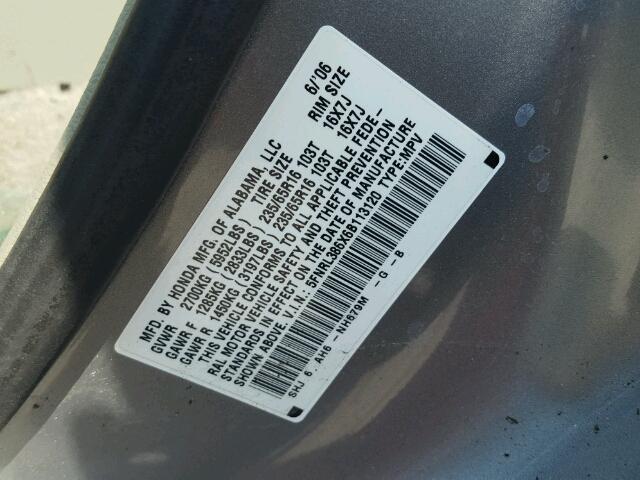 MFD. BY HONDA MFG. OF ALABAMA, LLC 6/'06
GVWR 2700KG (5952LBS) TIRE SIZE RIM SIZE
GAWR F 1285KG (2833LBS) 235/65R16 103T 16X7J
GAWR R 1450KG (3197LBS) 235/65R16 103T 16X7J
THIS VEHICLE CONFORMS TO ALL APPLICABLE FEDE-
RAL MOTOR VEHICLE SAFETY AND THEFT PREVENTION
STANDARDS IN EFFECT ON THE DATE OF MANUFACTURE
SHOWN ABOVE. V.I.N.: 5FNRL386X6B113120 TYPE:MPV
SHJ 6 . AH6 - NH670M - G - B